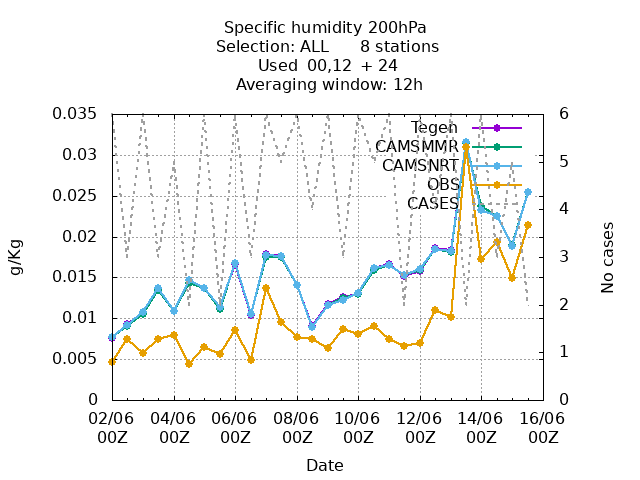 Specific humidity 200hPa
Selection: ALL 8 stations
Used 00,12 + 24
Averaging window: 12h
0.035
0.03
0.025
0.02
0.015
0.01
0.005
0
g/Kg
6
5
4
3
2
1
0
No cases
Tegen
CAMSMMR
CAMSNRT
OBS
CASES
02/06 04/06 06/06 08/06 10/06 12/06 14/06 16/06
00Z 00Z 00Z 00Z 00Z 00Z 00Z 00Z
Date